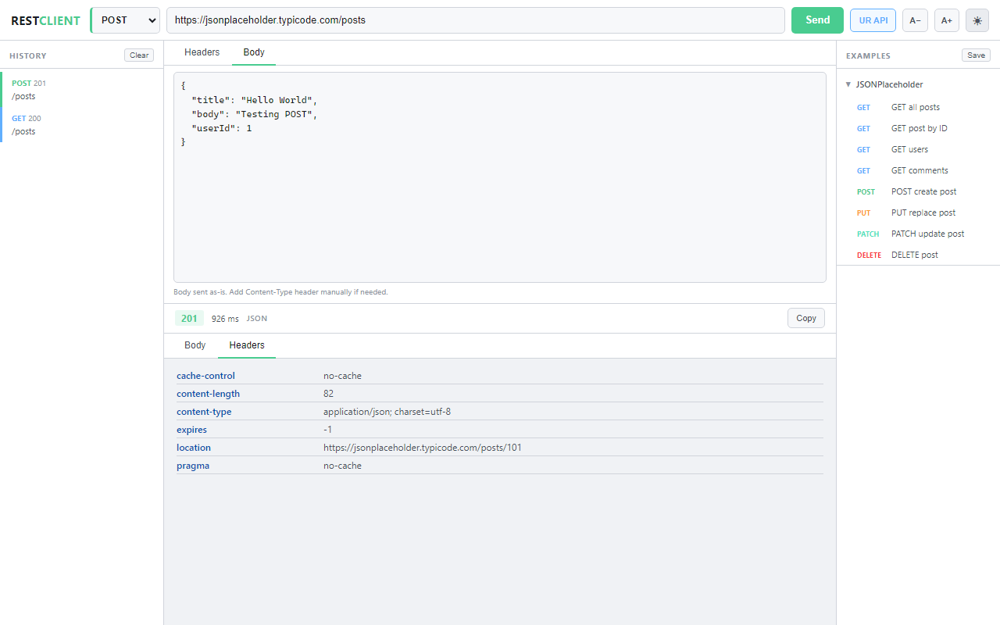 RESTCLIENT POST https://jsonplaceholder.typicode.com/posts Send UR API A− A+
HISTORY Clear
POST 201
/posts
GET 200
/posts
Headers Body
{
  "title": "Hello World",
  "body": "Testing POST",
  "userId": 1
}
Body sent as-is. Add Content-Type header manually if needed.
201 926 ms JSON Copy
Body Headers
cache-control no-cache
content-length 82
content-type application/json; charset=utf-8
expires -1
location https://jsonplaceholder.typicode.com/posts/101
pragma no-cache
EXAMPLES Save
▼ JSONPlaceholder
GET GET all posts
GET GET post by ID
GET GET users
GET GET comments
POST POST create post
PUT PUT replace post
PATCH PATCH update post
DELETE DELETE post